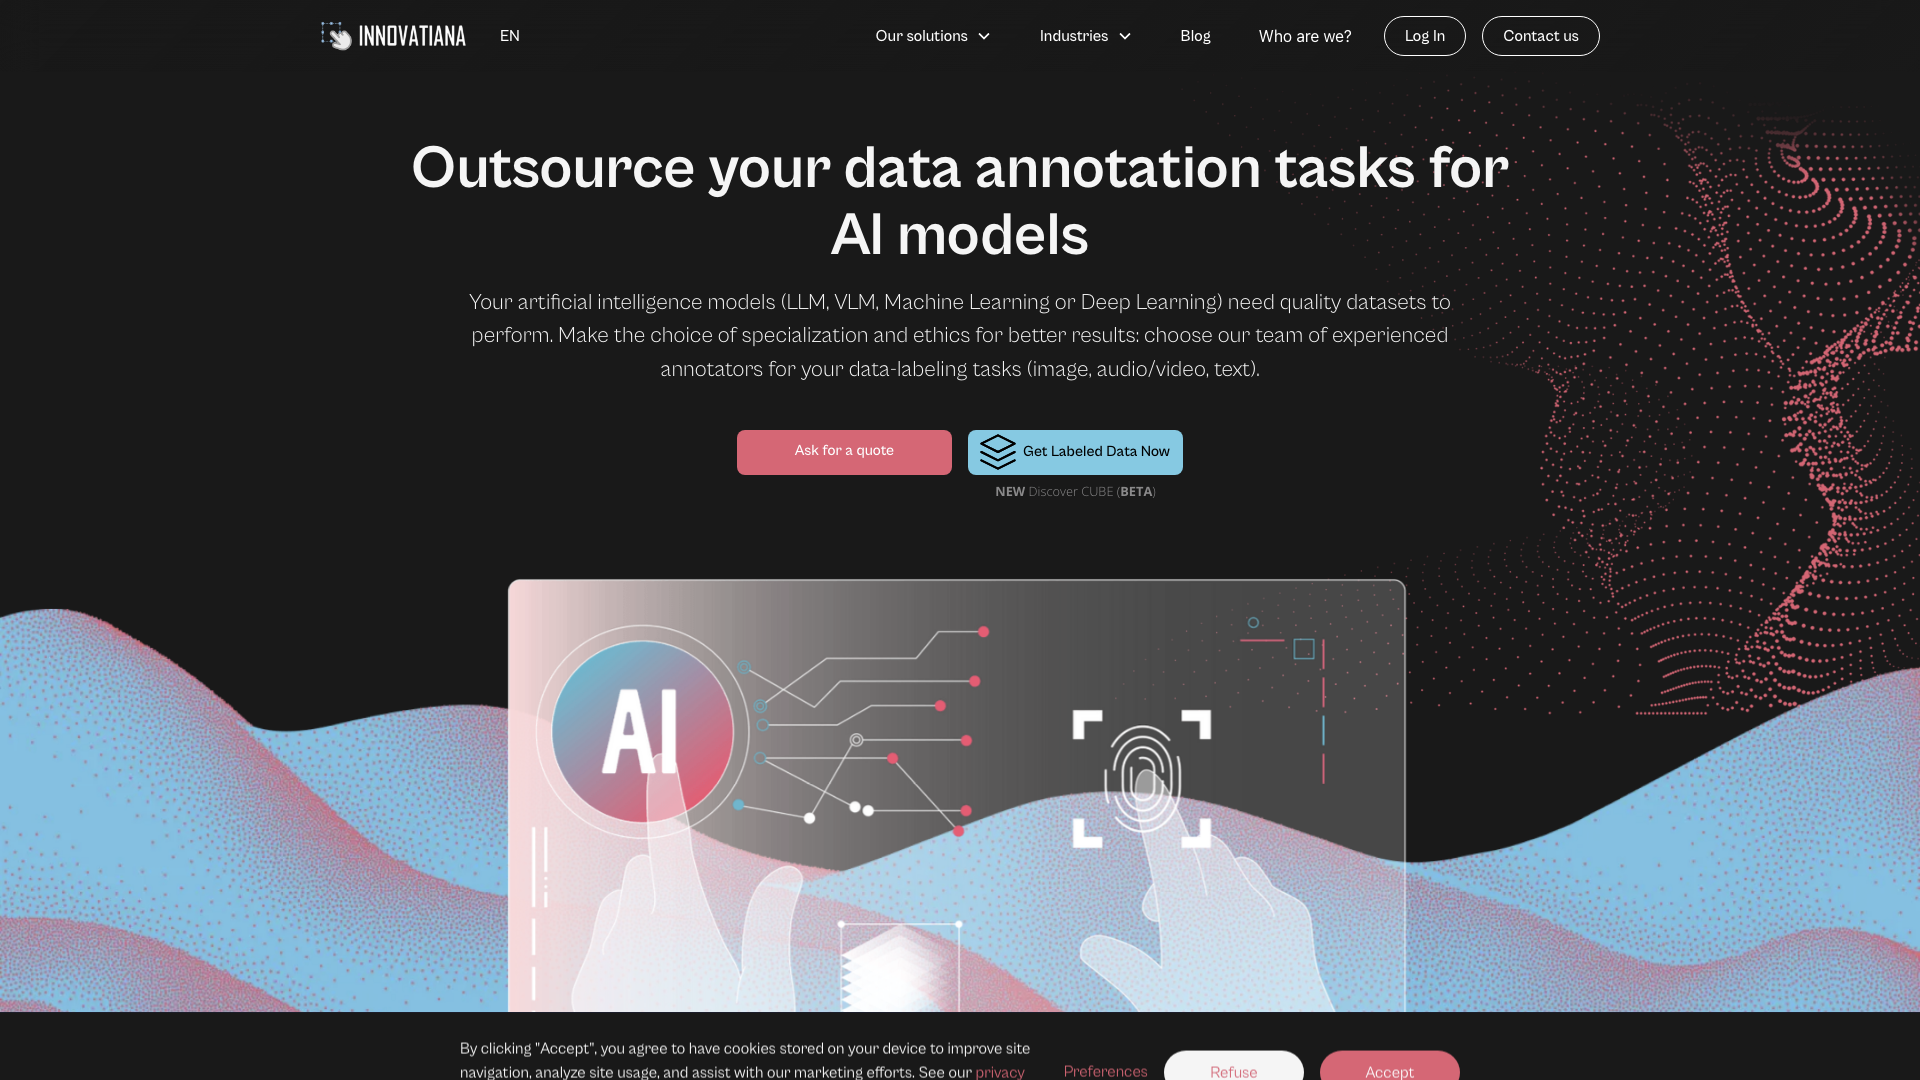 INNOVATIANA
EN
Our solutions
Industries
Blog
Who are we?
Log In
Contact us
Outsource your data annotation tasks for
AI models
Your artificial intelligence models (LLM, VLM, Machine Learning or Deep Learning) need quality datasets to
perform. Make the choice of specialization and ethics for better results: choose our team of experienced
annotators for your data-labeling tasks (image, audio/video, text).
Ask for a quote
Get Labeled Data Now
NEW Discover CUBE (BETA)
AI
By clicking "Accept", you agree to have cookies stored on your device to improve site
navigation, analyze site usage, and assist with our marketing efforts. See our privacy
Preferences
Refuse
Accept